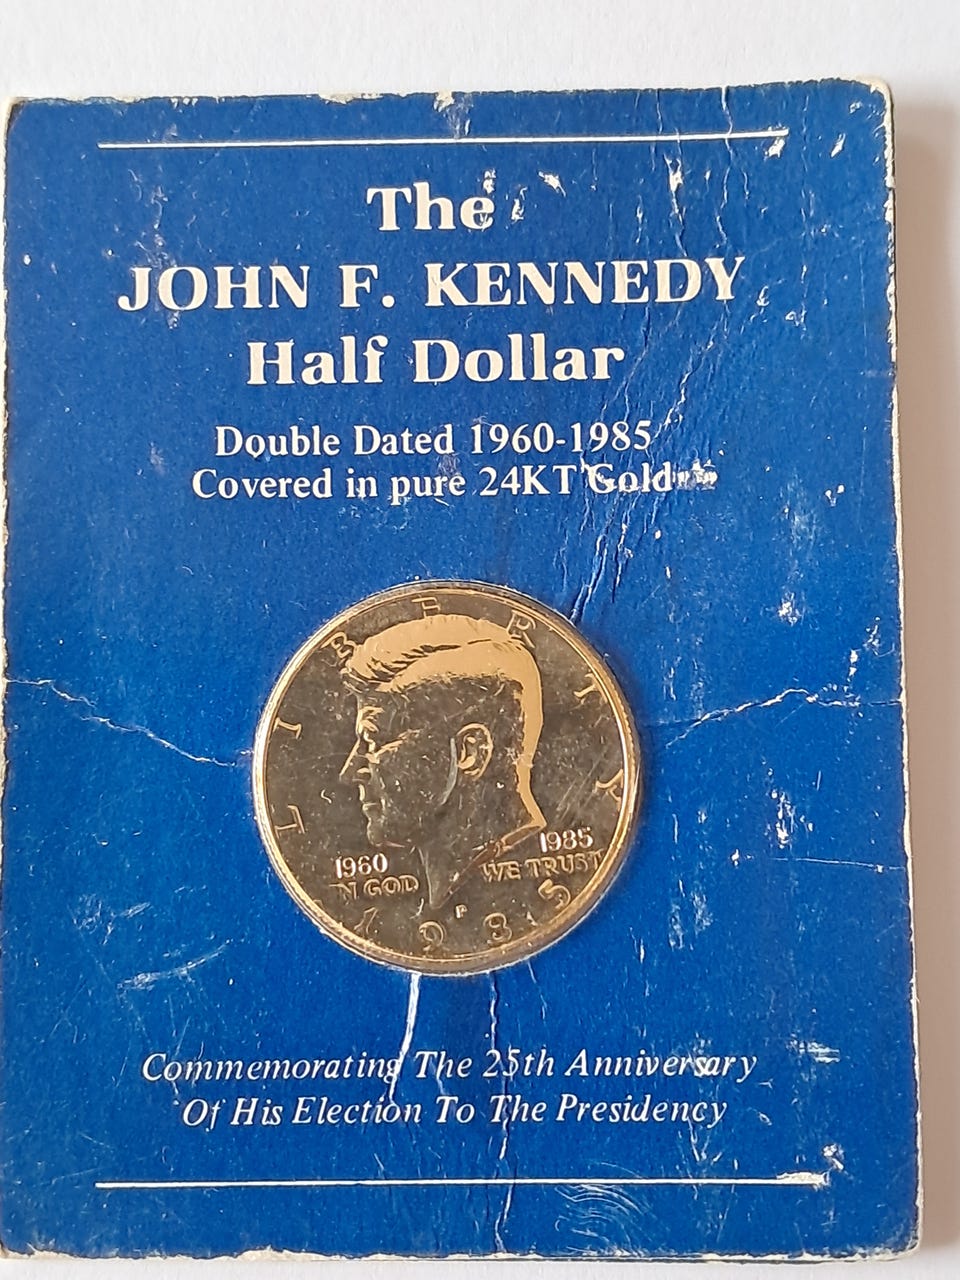 The
JOHN F. KENNEDY
Half Dollar
Double Dated 1960-1985
Covered in pure 24KT Gold
LIBERTY
1960
1985
IN GOD
WE TRUST
P
1985
Commemorating The 25th Anniversary
Of His Election To The Presidency